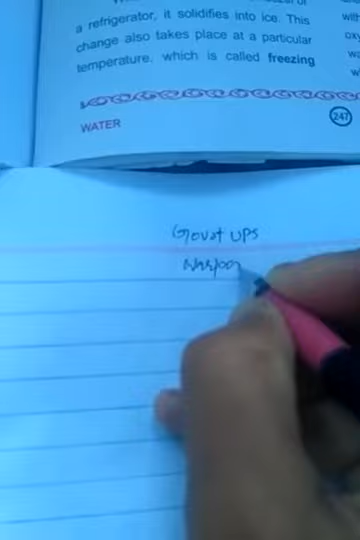 a refrigerator, it solidifies into ice. This
change also takes place at a particular
temperature, which is called freezing
WATER
247
Govt UPS